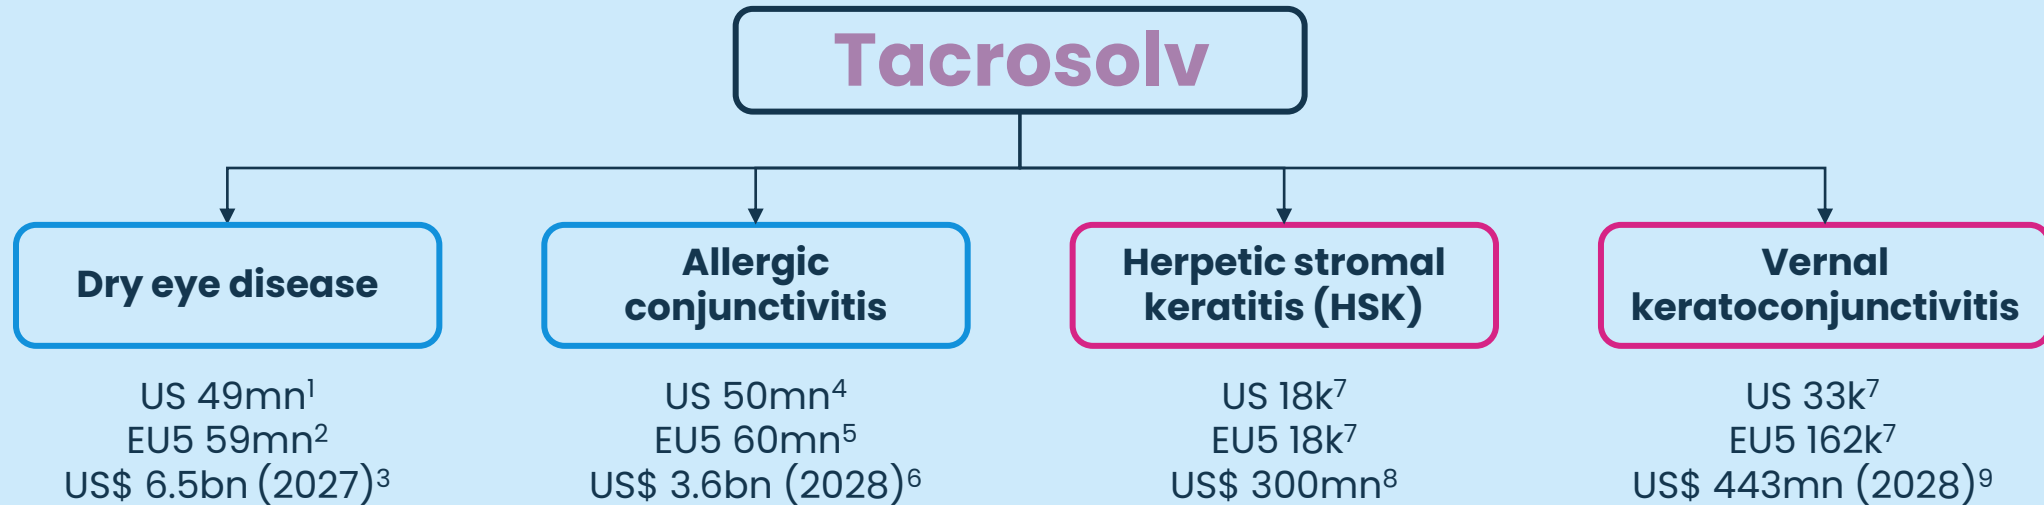 Tacrosolv
Dry eye disease
US 49mn¹
EU5 59mn²
US$ 6.5bn (2027)³
Allergic
conjunctivitis
US 50mn⁴
EU5 60mn⁵
US$ 3.6bn (2028)⁶
Herpetic stromal
keratitis (HSK)
US 18k⁷
EU5 18k⁷
US$ 300mn⁸
Vernal
keratoconjunctivitis
US 33k⁷
EU5 162k⁷
US$ 443mn (2028)⁹